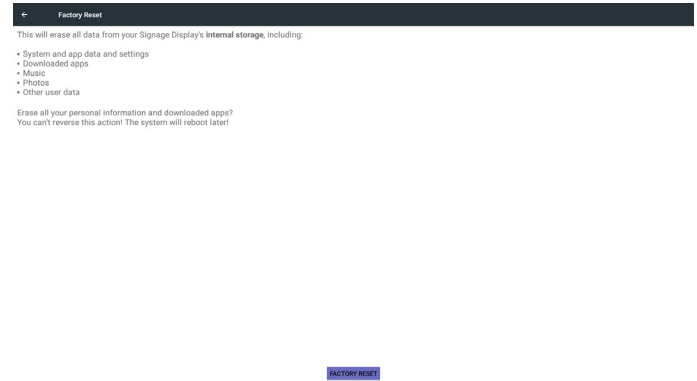 ← Factory Reset
This will erase all data from your Signage Display's internal storage, including:
• System and app data and settings
• Downloaded apps
• Music
• Photos
• Other user data
Erase all your personal information and downloaded apps?
You can't reverse this action! The system will reboot later!
FACTORY RESET